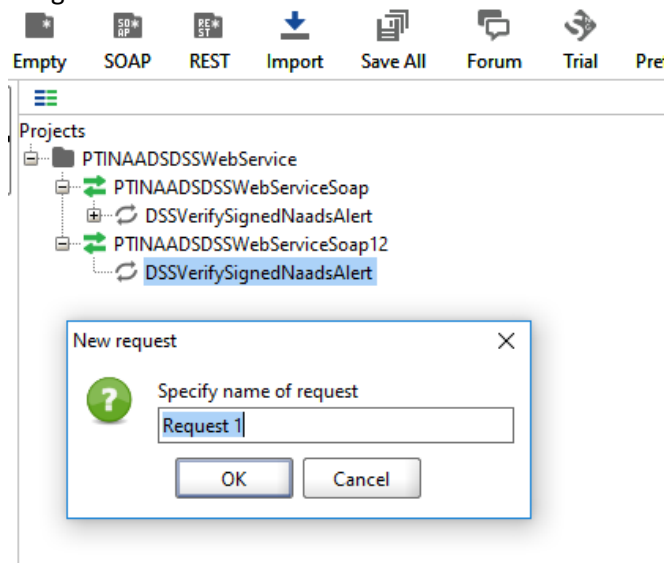 Empty SOAP REST Import Save All Forum Trial
Projects
PTINAADSDSSWebService
PTINAADSDSSWebServiceSoap
DSSVerifySignedNaadsAlert
PTINAADSDSSWebServiceSoap12
DSSVerifySignedNaadsAlert
New request
Specify name of request
Request 1
OK Cancel